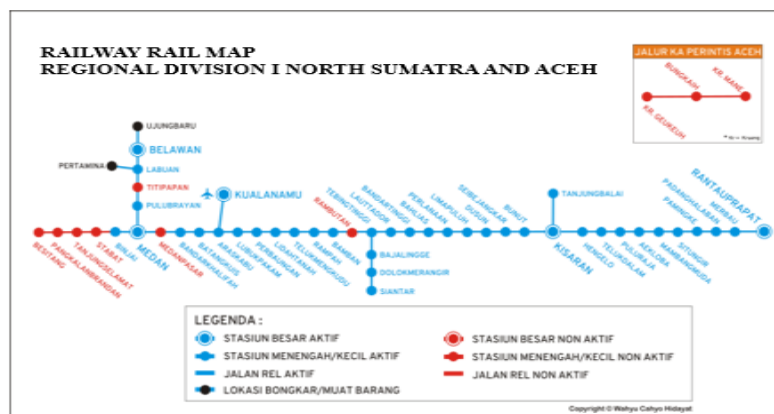 RAILWAY RAIL MAP
REGIONAL DIVISION I NORTH SUMATRA AND ACEH
JALUR KA PERINTIS ACEH
KR. GEUKEUH
BUNGKAIH
KR. MANE
UJUNGBARU
BELAWAN
PERTAMINA
LABUAN
TITIPAPAN
PULUBRAYAN
KUALANAMU
BESITANG
PANGKALANBRANDAN
TANJUNGSELAMAT
STABAT
BINJAI
MEDAN
MEDANPASAR
BANDARKHALIPAH
BATANGKUIS
ARASKABU
LUBUKPAKAM
PERBAUNGAN
LIDAHTANAH
TELUKMENGKUDU
RAMPAH
BAMBAN
RAMBUTAN
TEBINGTINGGI
BAJALINGGE
DOLOKMERANGIR
SIANTAR
LAUTTADOR
BANDARTINGGI
BAHLIAS
PERLANAAN
LIMAPULUH
DUSUN
SEIBEJANGKAR
BUNUT
TANJUNGBALAI
KISARAN
HENGELO
TELUKDALAM
PULURAJA
AEKLOBA
MAMBANGMUDA
SITUNGIR
PAMINGKE
PADANGHALABAN
MERBAU
RANTAUPRAPAT
LEGENDA :
STASIUN BESAR AKTIF
STASIUN MENENGAH/KECIL AKTIF
JALAN REL AKTIF
LOKASI BONGKAR/MUAT BARANG
STASIUN BESAR NON AKTIF
STASIUN MENENGAH/KECIL NON AKTIF
JALAN REL NON AKTIF
Copyright © Wahyu Cahyo Hidayat